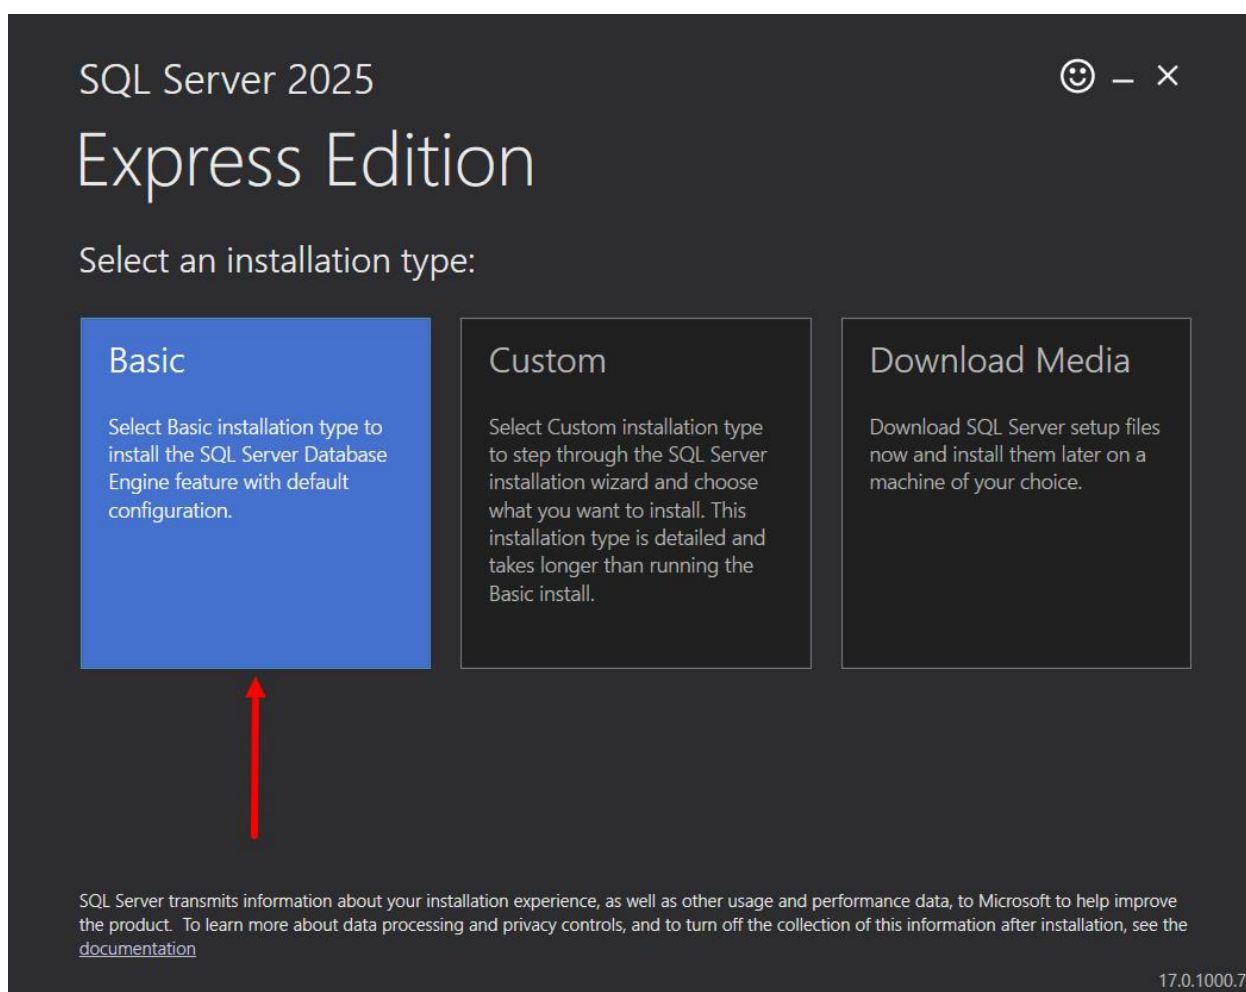 SQL Server 2025
Express Edition
Select an installation type:
Basic
Select Basic installation type to
install the SQL Server Database
Engine feature with default
configuration.
Custom
Select Custom installation type
to step through the SQL Server
installation wizard and choose
what you want to install. This
installation type is detailed and
takes longer than running the
Basic install.
Download Media
Download SQL Server setup files
now and install them later on a
machine of your choice.
SQL Server transmits information about your installation experience, as well as other usage and performance data, to Microsoft to help improve
the product. To learn more about data processing and privacy controls, and to turn off the collection of this information after installation, see the
documentation
17.0.1000.7